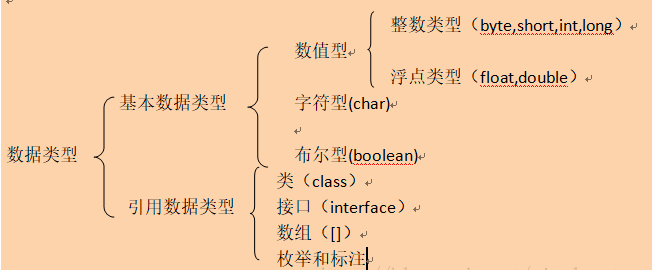 数值型
整数类型（byte,short,int,long）
浮点类型（float,double）
基本数据类型
字符型(char)
数据类型
布尔型(boolean)
引用数据类型
类（class）
接口（interface）
数组（[]）
枚举和标注